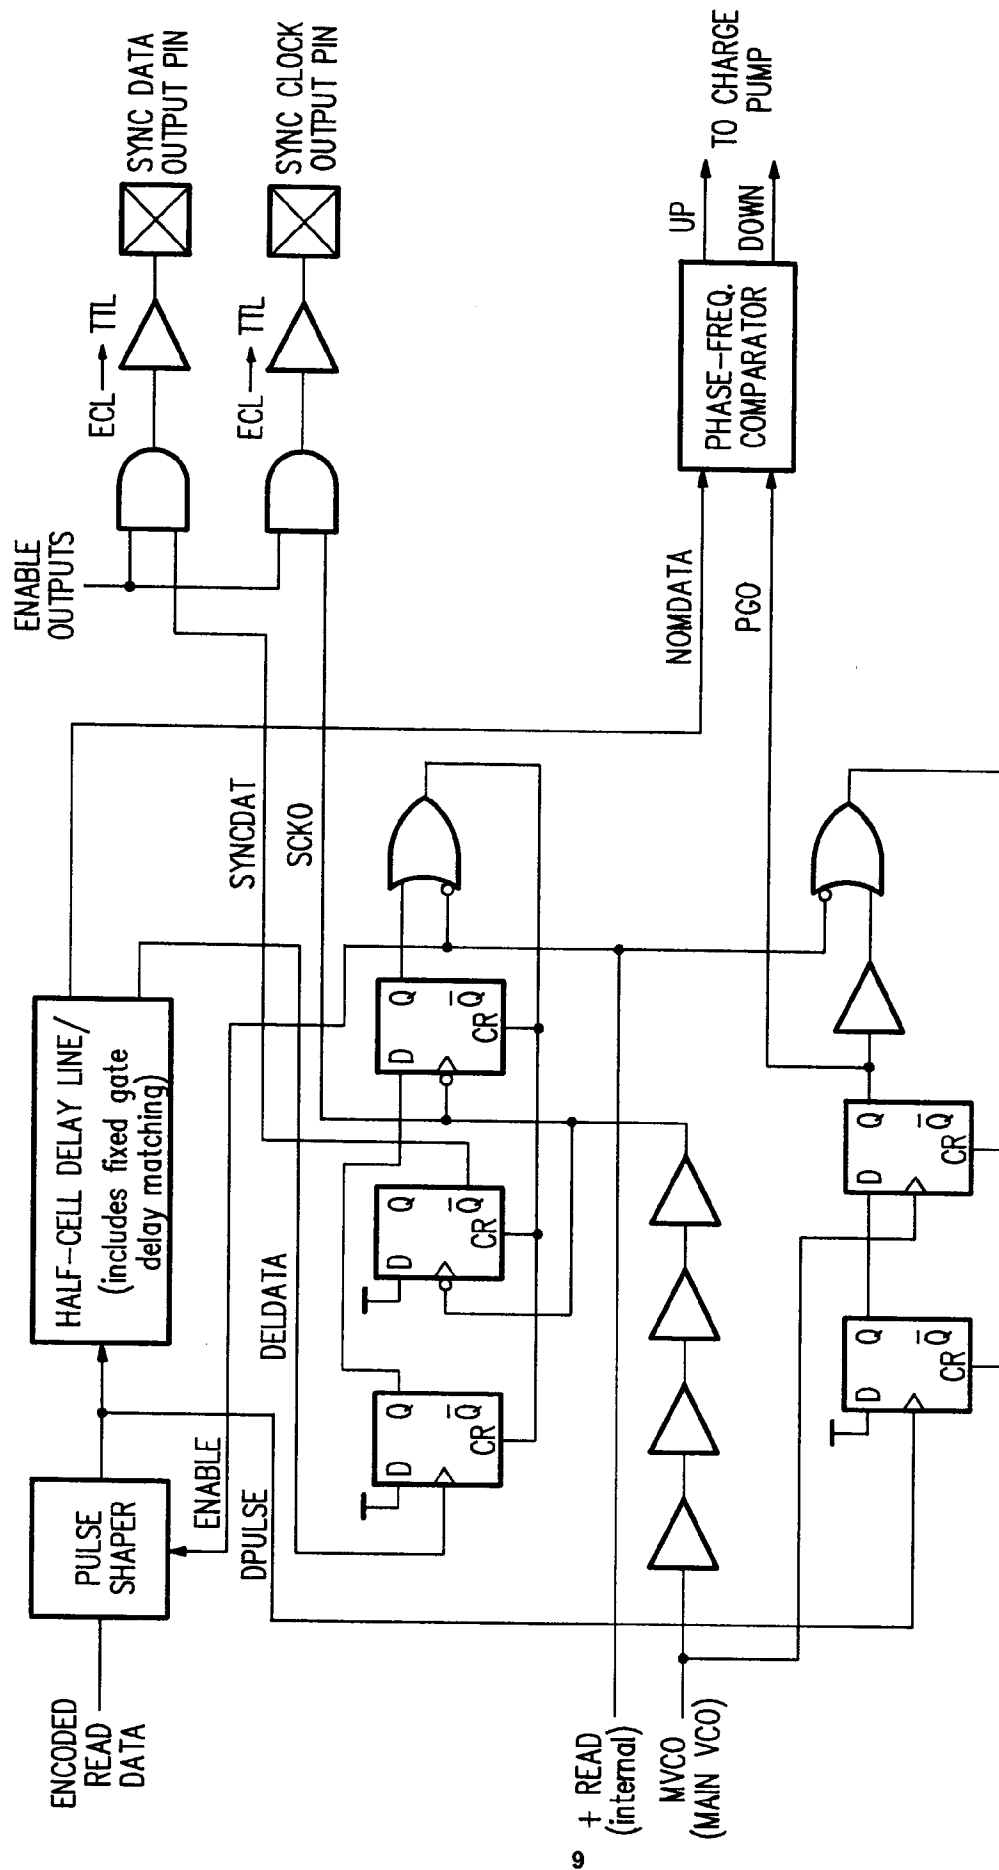 ENCODED
READ
DATA
PULSE
SHAPER
ENABLE
DPULSE
HALF-CELL DELAY LINE/
(includes fixed gate
delay matching)
DELDATA
SYNCDAT
SCKO
ENABLE
OUTPUTS
ECL → TTL
SYNC DATA
OUTPUT PIN
ECL → TTL
SYNC CLOCK
OUTPUT PIN
D Q
Q̅
CR
D Q
Q̅
CR
D Q
Q̅
CR
+ READ
(internal)
MVCO
(MAIN VCO)
D Q
Q̅
CR
D Q
Q̅
CR
NOMDATA
PGO
PHASE-FREQ.
COMPARATOR
UP
DOWN
TO CHARGE
PUMP
9